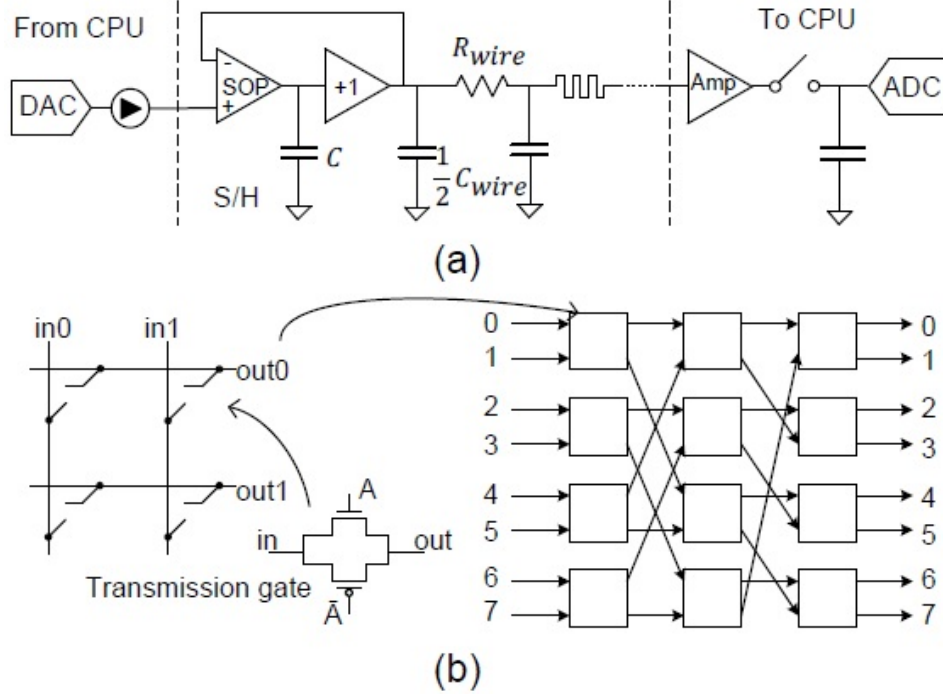 From CPU
To CPU
DAC
-
SOP
+
+1
R_wire
Amp
ADC
C
1/2 C_wire
S/H
(a)
in0 in1
out0
out1
A
in out
Ā
Transmission gate
0 0
1 1
2 2
3 3
4 4
5 5
6 6
7 7
(b)